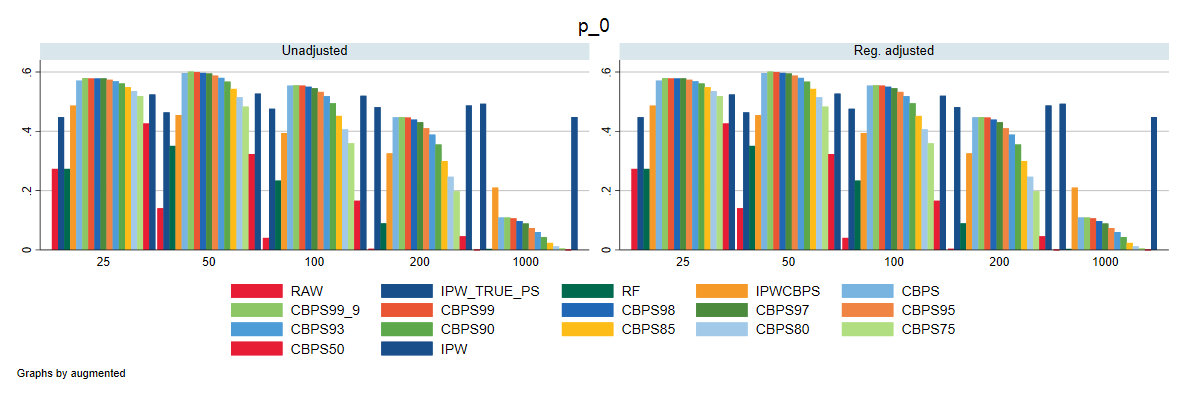 p_0
Unadjusted Reg. adjusted
.6 .6
.4 .4
.2 .2
0 0
25 50 100 200 1000 25 50 100 200 1000
RAW IPW_TRUE_PS RF IPWCBPS CBPS
CBPS99_9 CBPS99 CBPS98 CBPS97 CBPS95
CBPS93 CBPS90 CBPS85 CBPS80 CBPS75
CBPS50 IPW
Graphs by augmented